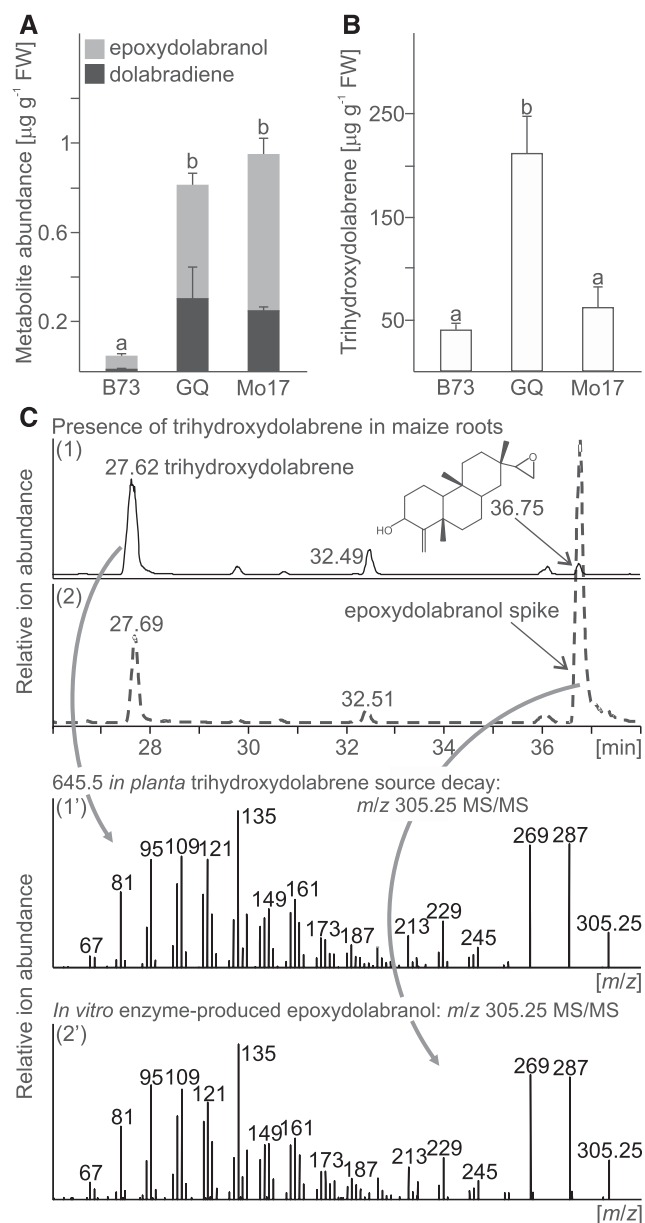 A
Metabolite abundance [µg g⁻¹ FW]
epoxydolabranol
dolabradiene
1
0.6
0.2
a
b
b
B73
GQ
Mo17
B
Trihydroxydolabrene [µg g⁻¹ FW]
250
150
50
a
b
a
B73
GQ
Mo17
C
Presence of trihydroxydolabrene in maize roots
Relative ion abundance
(1)
27.62 trihydroxydolabrene
O
HO
36.75
32.49
(2)
epoxydolabranol spike
27.69
32.51
28
30
32
34
36
[min]
645.5 in planta trihydroxydolabrene source decay:
m/z 305.25 MS/MS
Relative ion abundance
(1')
67
81
95
109
121
135
149
161
173
187
213
229
245
269
287
305.25
[m/z]
In vitro enzyme-produced epoxydolabranol: m/z 305.25 MS/MS
(2')
67
81
95
109
121
135
149
161
173
187
213
229
245
269
287
305.25
[m/z]